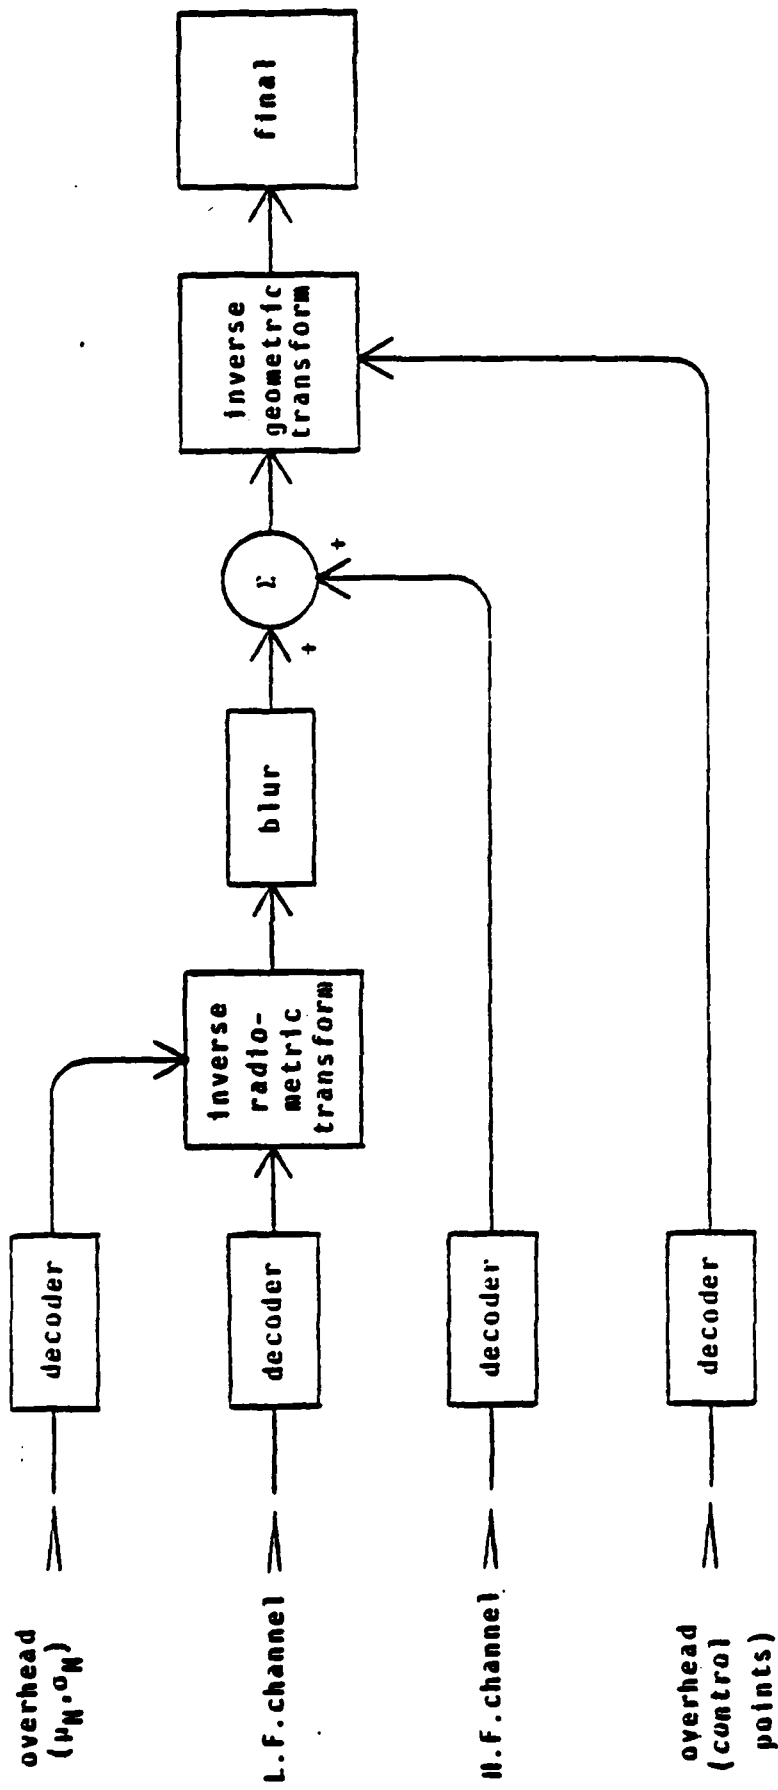 overhead
(μN,σN)
L.F.channel
H.F.channel
overhead
(control
points)
decoder
decoder
decoder
decoder
inverse
radio-
metric
transform
blur
+
Σ
+
inverse
geometric
transform
final